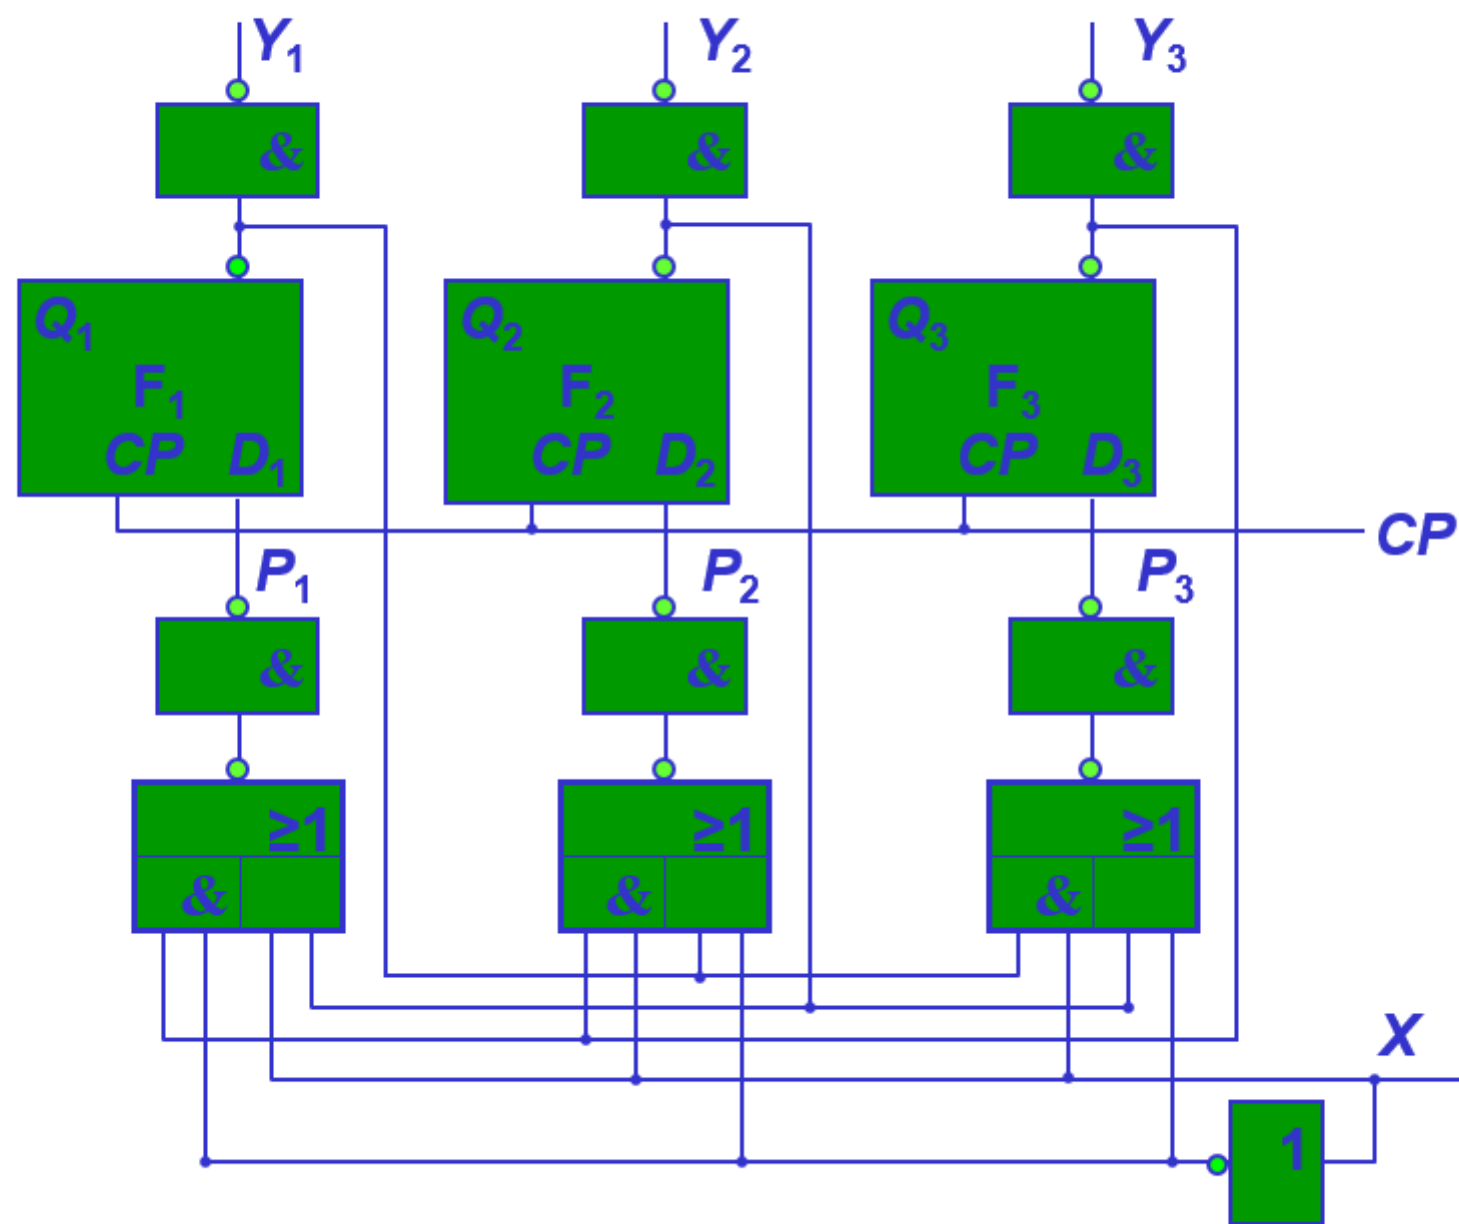 Y1 Y2 Y3
& & &
Q1 Q2 Q3
F1 F2 F3
CP D1 CP D2 CP D3
CP
P1 P2 P3
& & &
≥1 ≥1 ≥1
& & &
X
1